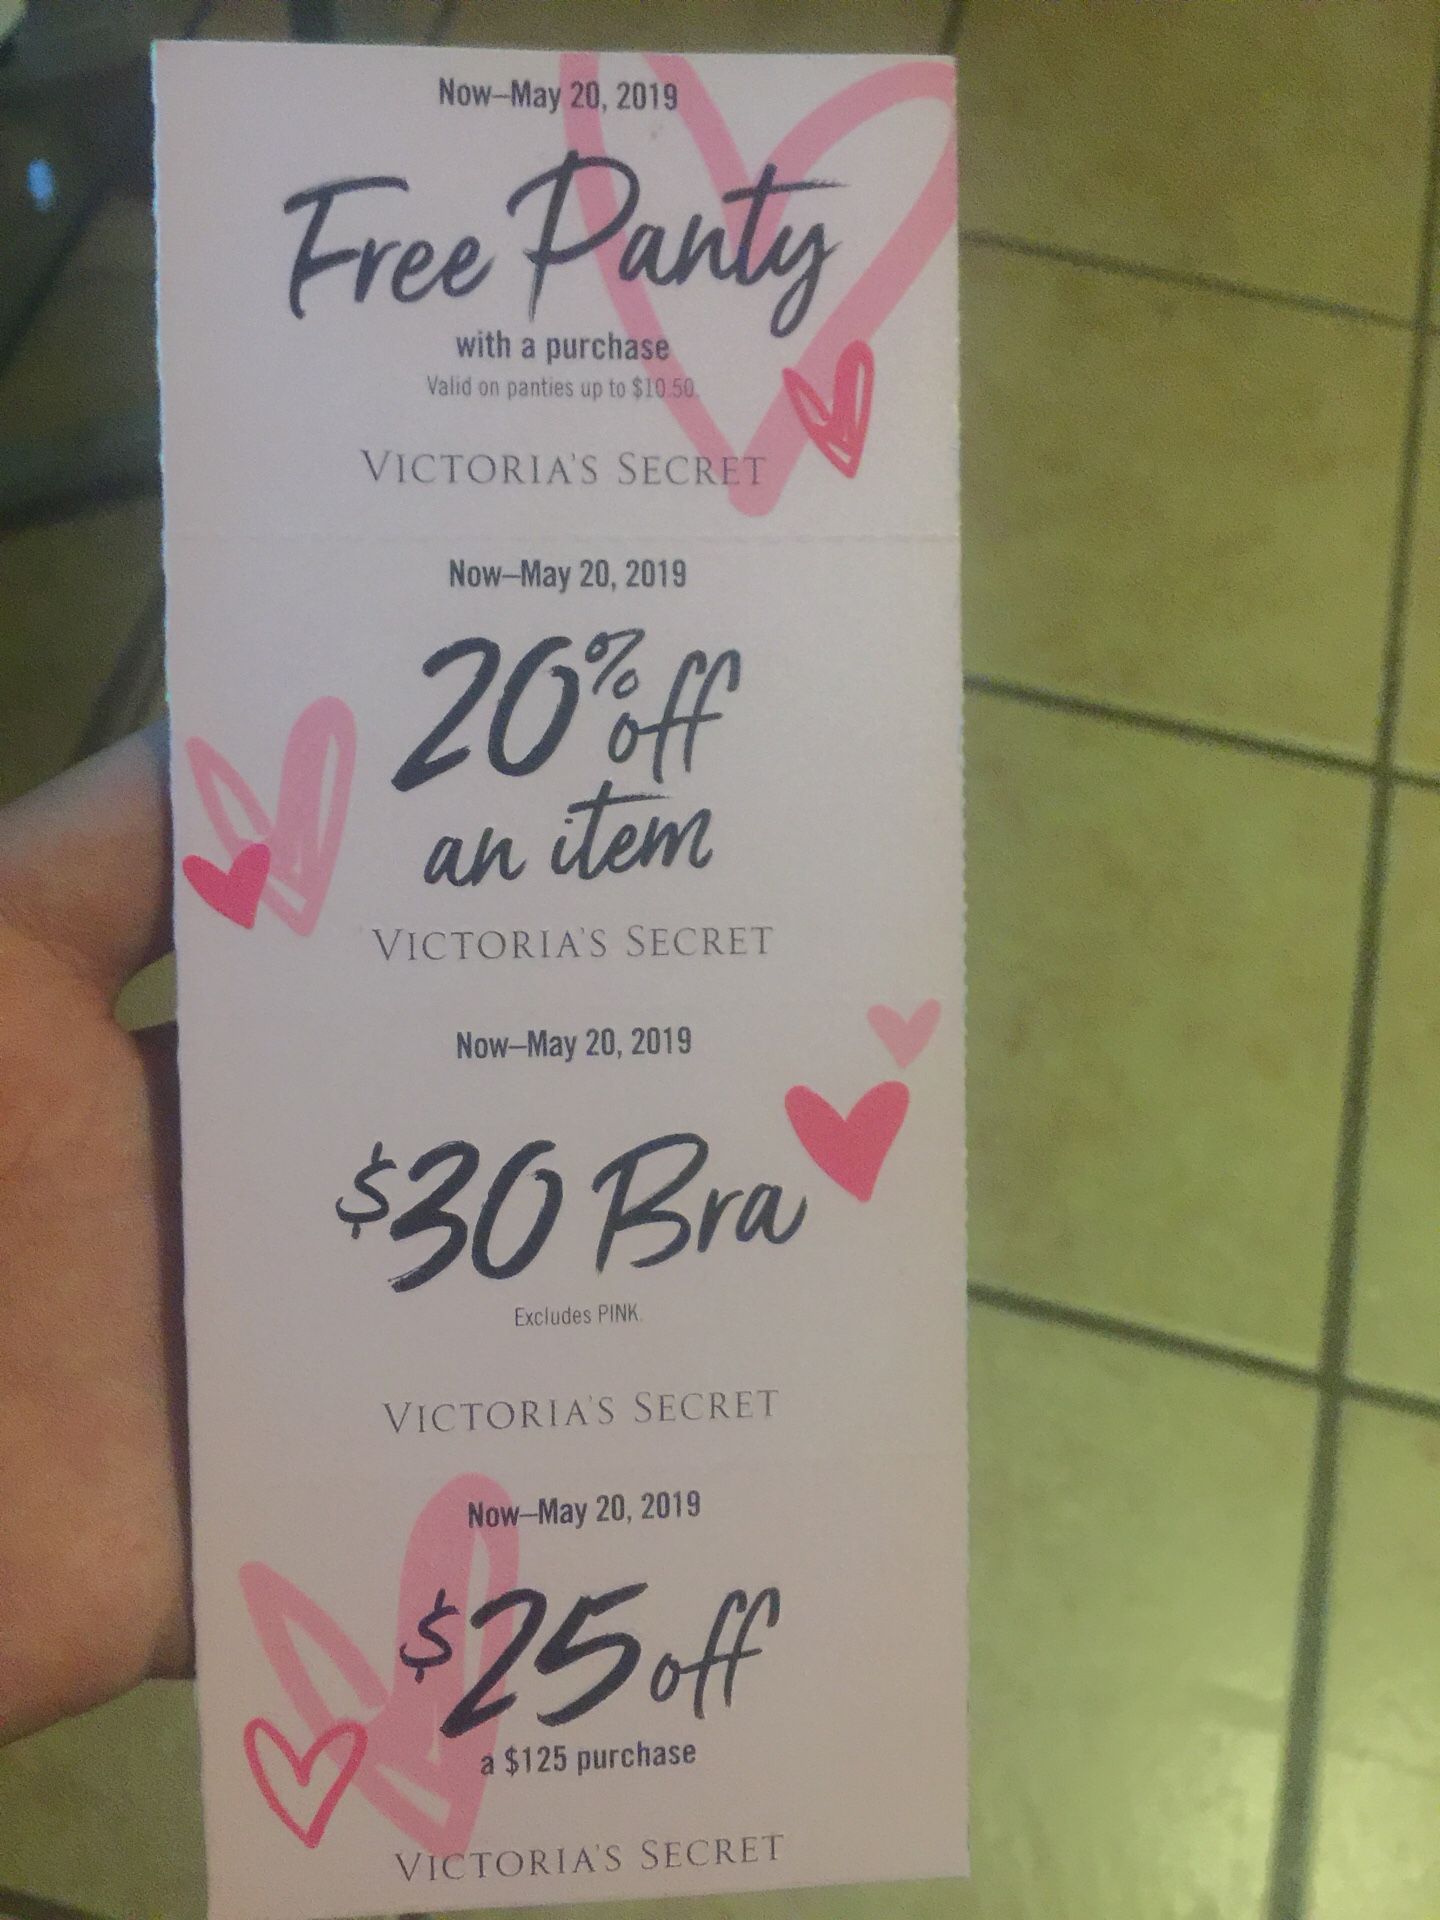 Now–May 20, 2019
Free Panty
with a purchase
Valid on panties up to $10.50.
VICTORIA'S SECRET
Now–May 20, 2019
20% off
an item
VICTORIA'S SECRET
Now–May 20, 2019
$30 Bra
Excludes PINK.
VICTORIA'S SECRET
Now–May 20, 2019
$25 off
a $125 purchase
VICTORIA'S SECRET